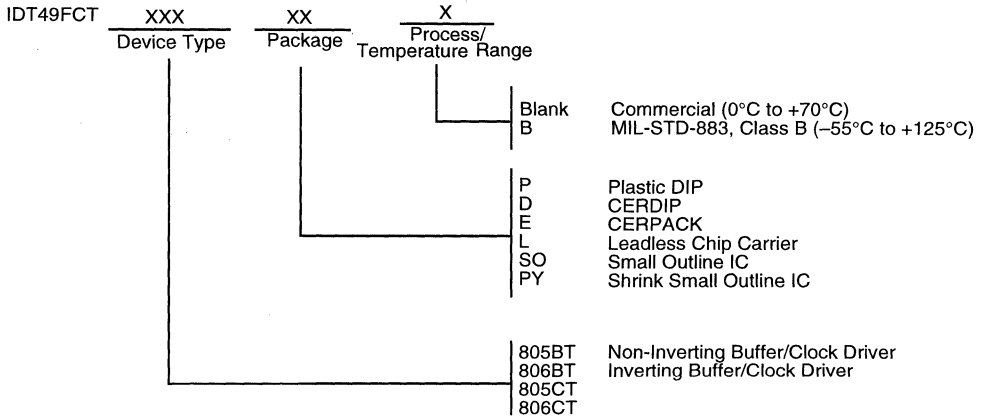 IDT49FCT XXX XX X
Device Type Package Process/
Temperature Range
Blank Commercial (0°C to +70°C)
B MIL-STD-883, Class B (–55°C to +125°C)
P Plastic DIP
D CERDIP
E CERPACK
L Leadless Chip Carrier
SO Small Outline IC
PY Shrink Small Outline IC
805BT Non-Inverting Buffer/Clock Driver
806BT Inverting Buffer/Clock Driver
805CT
806CT